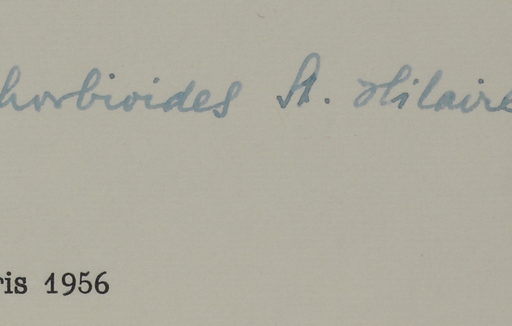 horbioides St. Hilaire
ris 1956